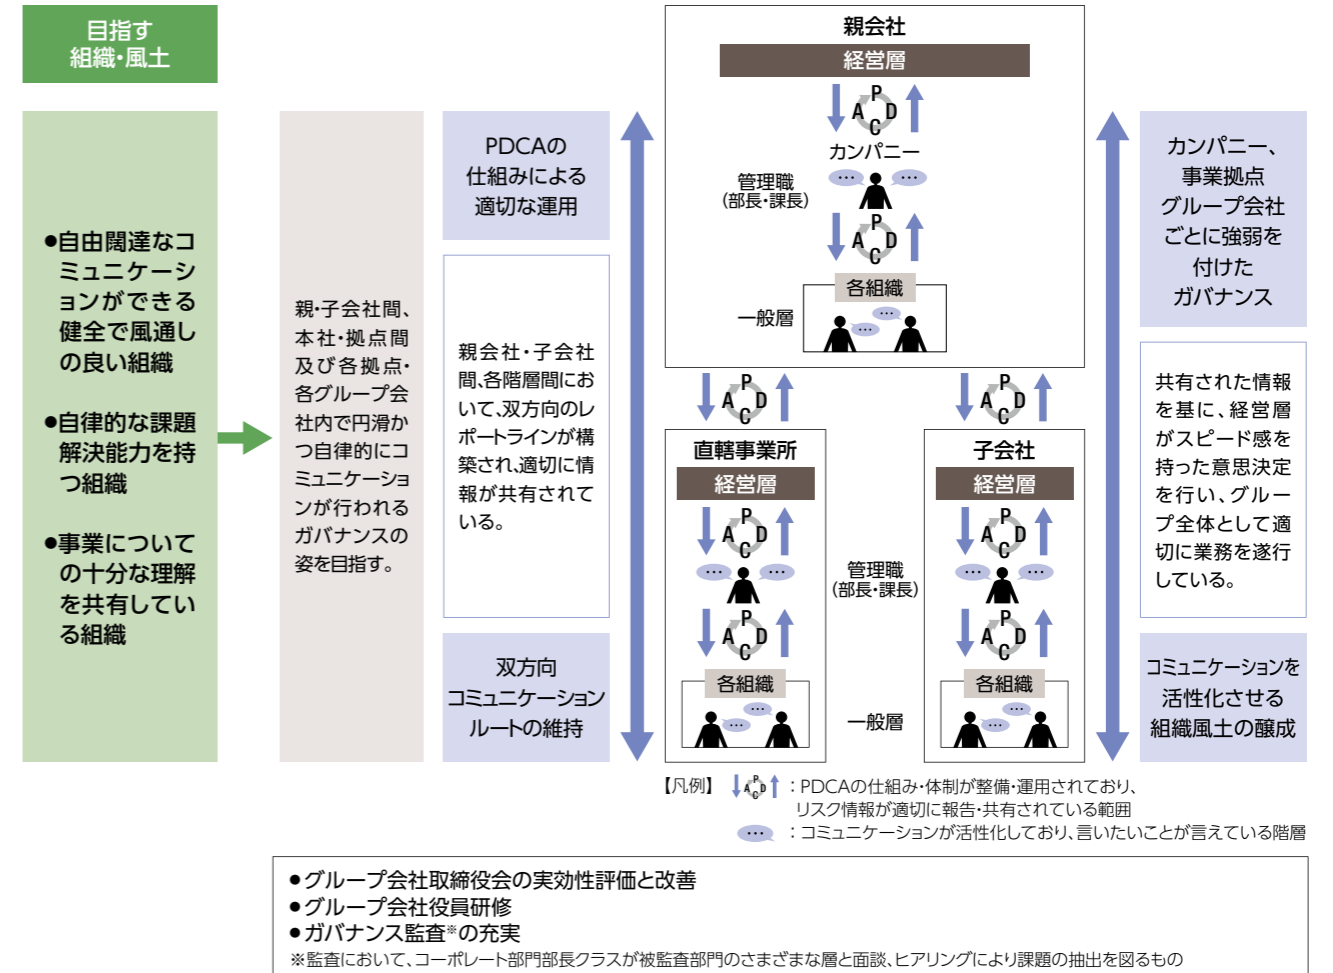 目指す
組織・風土
●自由闊達なコ
ミュニケーシ
ョンができる
健全で風通し
の良い組織
●自律的な課題
解決能力を持
つ組織
●事業について
の十分な理解
を共有してい
る組織
親・子会社間、
本社・拠点間
及び各拠点・
各グループ会
社内で円滑か
つ自律的にコ
ミュニケーショ
ンが行われる
ガバナンスの
姿を目指す。
PDCAの
仕組みによる
適切な運用
親会社・子会社
間、各階層間にお
いて、双方向のレ
ポートラインが構
築され、適切に情
報が共有されて
いる。
双方向
コミュニケーション
ルートの維持
親会社
経営層
P
A D
C
カンパニー
…
…
管理職
(部長・課長)
P
A D
C
各組織
一般層
…
…
P
A D
C
P
A D
C
直轄事業所
経営層
P
A D
C
…
…
P
A D
C
各組織
…
…
管理職
(部長・課長)
一般層
子会社
経営層
P
A D
C
…
…
P
A D
C
各組織
…
…
カンパニー、
事業拠点
グループ会社
ごとに強弱を
付けた
ガバナンス
共有された情報
を基に、経営層
がスピード感を
持った意思決定
を行い、グルー
プ全体として適
切に業務を遂行
している。
コミュニケーションを
活性化させる
組織風土の醸成
【凡例】 P A D C :PDCAの仕組み・体制が整備・運用されており、
リスク情報が適切に報告・共有されている範囲
… :コミュニケーションが活性化しており、言いたいことが言えている階層
●グループ会社取締役会の実効性評価と改善
●グループ会社役員研修
●ガバナンス監査※の充実
※監査において、コーポレート部門部長クラスが被監査部門のさまざまな層と面談、ヒアリングにより課題の抽出を図るもの